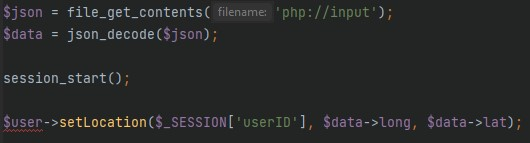 $json = file_get_contents( filename: 'php://input');
$data = json_decode($json);
session_start();
$user->setLocation($_SESSION['userID'], $data->long, $data->lat);